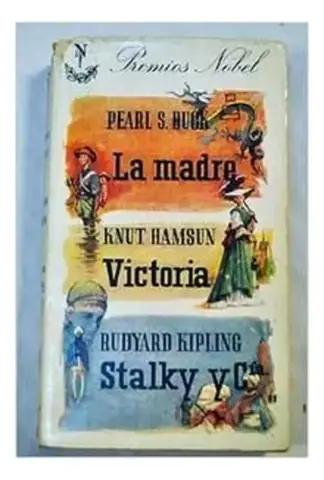 N
Premios Nobel
PEARL S. BUCK
La madre
KNUT HAMSUN
Victoria
RUDYARD KIPLING
Stalky y Cía